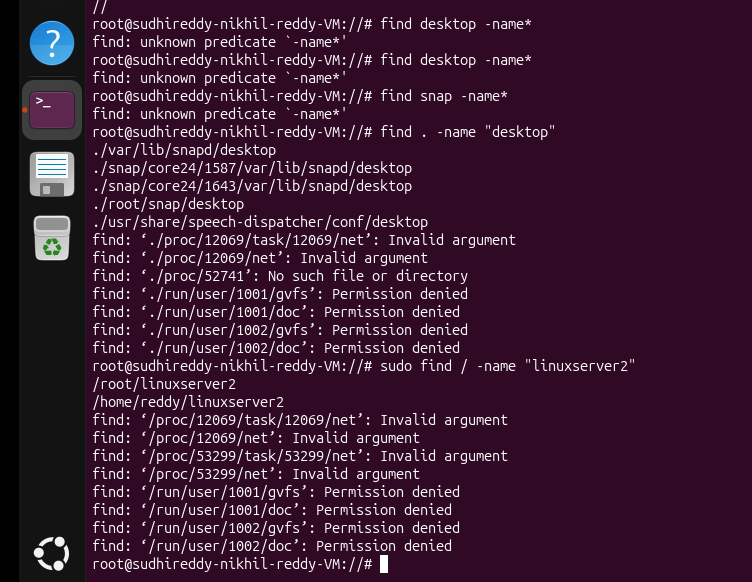 //
root@sudhireddy-nikhil-reddy-VM://# find desktop -name*
find: unknown predicate `-name*'
root@sudhireddy-nikhil-reddy-VM://# find desktop -name*
find: unknown predicate `-name*'
root@sudhireddy-nikhil-reddy-VM://# find snap -name*
find: unknown predicate `-name*'
root@sudhireddy-nikhil-reddy-VM://# find . -name "desktop"
./var/lib/snapd/desktop
./snap/core24/1587/var/lib/snapd/desktop
./snap/core24/1643/var/lib/snapd/desktop
./root/snap/desktop
./usr/share/speech-dispatcher/conf/desktop
find: ‘./proc/12069/task/12069/net’: Invalid argument
find: ‘./proc/12069/net’: Invalid argument
find: ‘./proc/52741’: No such file or directory
find: ‘./run/user/1001/gvfs’: Permission denied
find: ‘./run/user/1001/doc’: Permission denied
find: ‘./run/user/1002/gvfs’: Permission denied
find: ‘./run/user/1002/doc’: Permission denied
root@sudhireddy-nikhil-reddy-VM://# sudo find / -name "linuxserver2"
/root/linuxserver2
/home/reddy/linuxserver2
find: ‘/proc/12069/task/12069/net’: Invalid argument
find: ‘/proc/12069/net’: Invalid argument
find: ‘/proc/53299/task/53299/net’: Invalid argument
find: ‘/proc/53299/net’: Invalid argument
find: ‘/run/user/1001/gvfs’: Permission denied
find: ‘/run/user/1001/doc’: Permission denied
find: ‘/run/user/1002/gvfs’: Permission denied
find: ‘/run/user/1002/doc’: Permission denied
root@sudhireddy-nikhil-reddy-VM://#